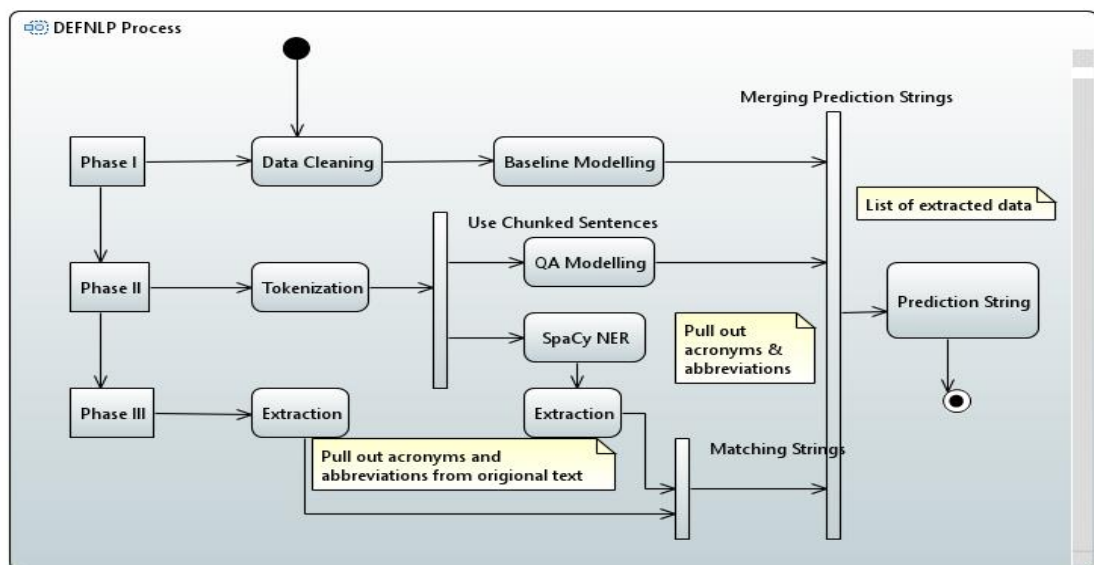 DEFNLP Process
Merging Prediction Strings
Phase I
Data Cleaning
Baseline Modelling
List of extracted data
Use Chunked Sentences
Phase II
Tokenization
QA Modelling
Prediction String
SpaCy NER
Pull out
acronyms &
abbreviations
Phase III
Extraction
Extraction
Pull out acronyms and
abbreviations from origional text
Matching Strings